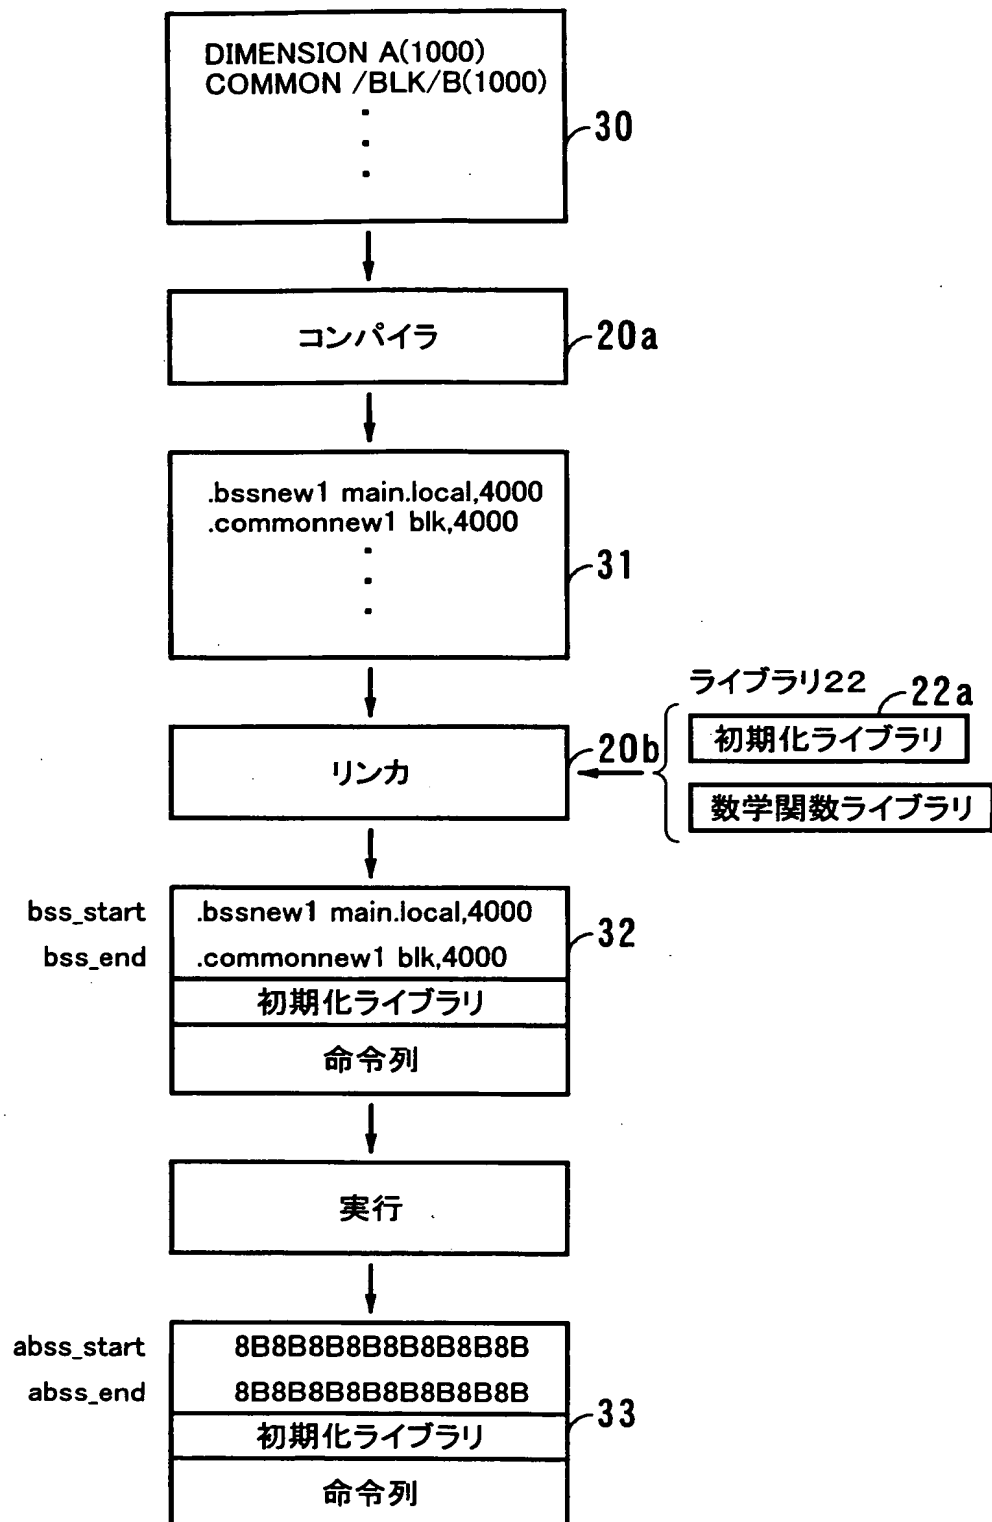 DIMENSION A(1000)
COMMON /BLK/B(1000)
30
コンパイラ
20a
.bssnew1 main.local,4000
.commonnew1 blk,4000
31
ライブラリ22
22a
初期化ライブラリ
数学関数ライブラリ
リンカ
20b
bss_start
.bssnew1 main.local,4000
bss_end
.commonnew1 blk,4000
32
初期化ライブラリ
命令列
実行
abss_start
8B8B8B8B8B8B8B8B
abss_end
8B8B8B8B8B8B8B8B
33
初期化ライブラリ
命令列